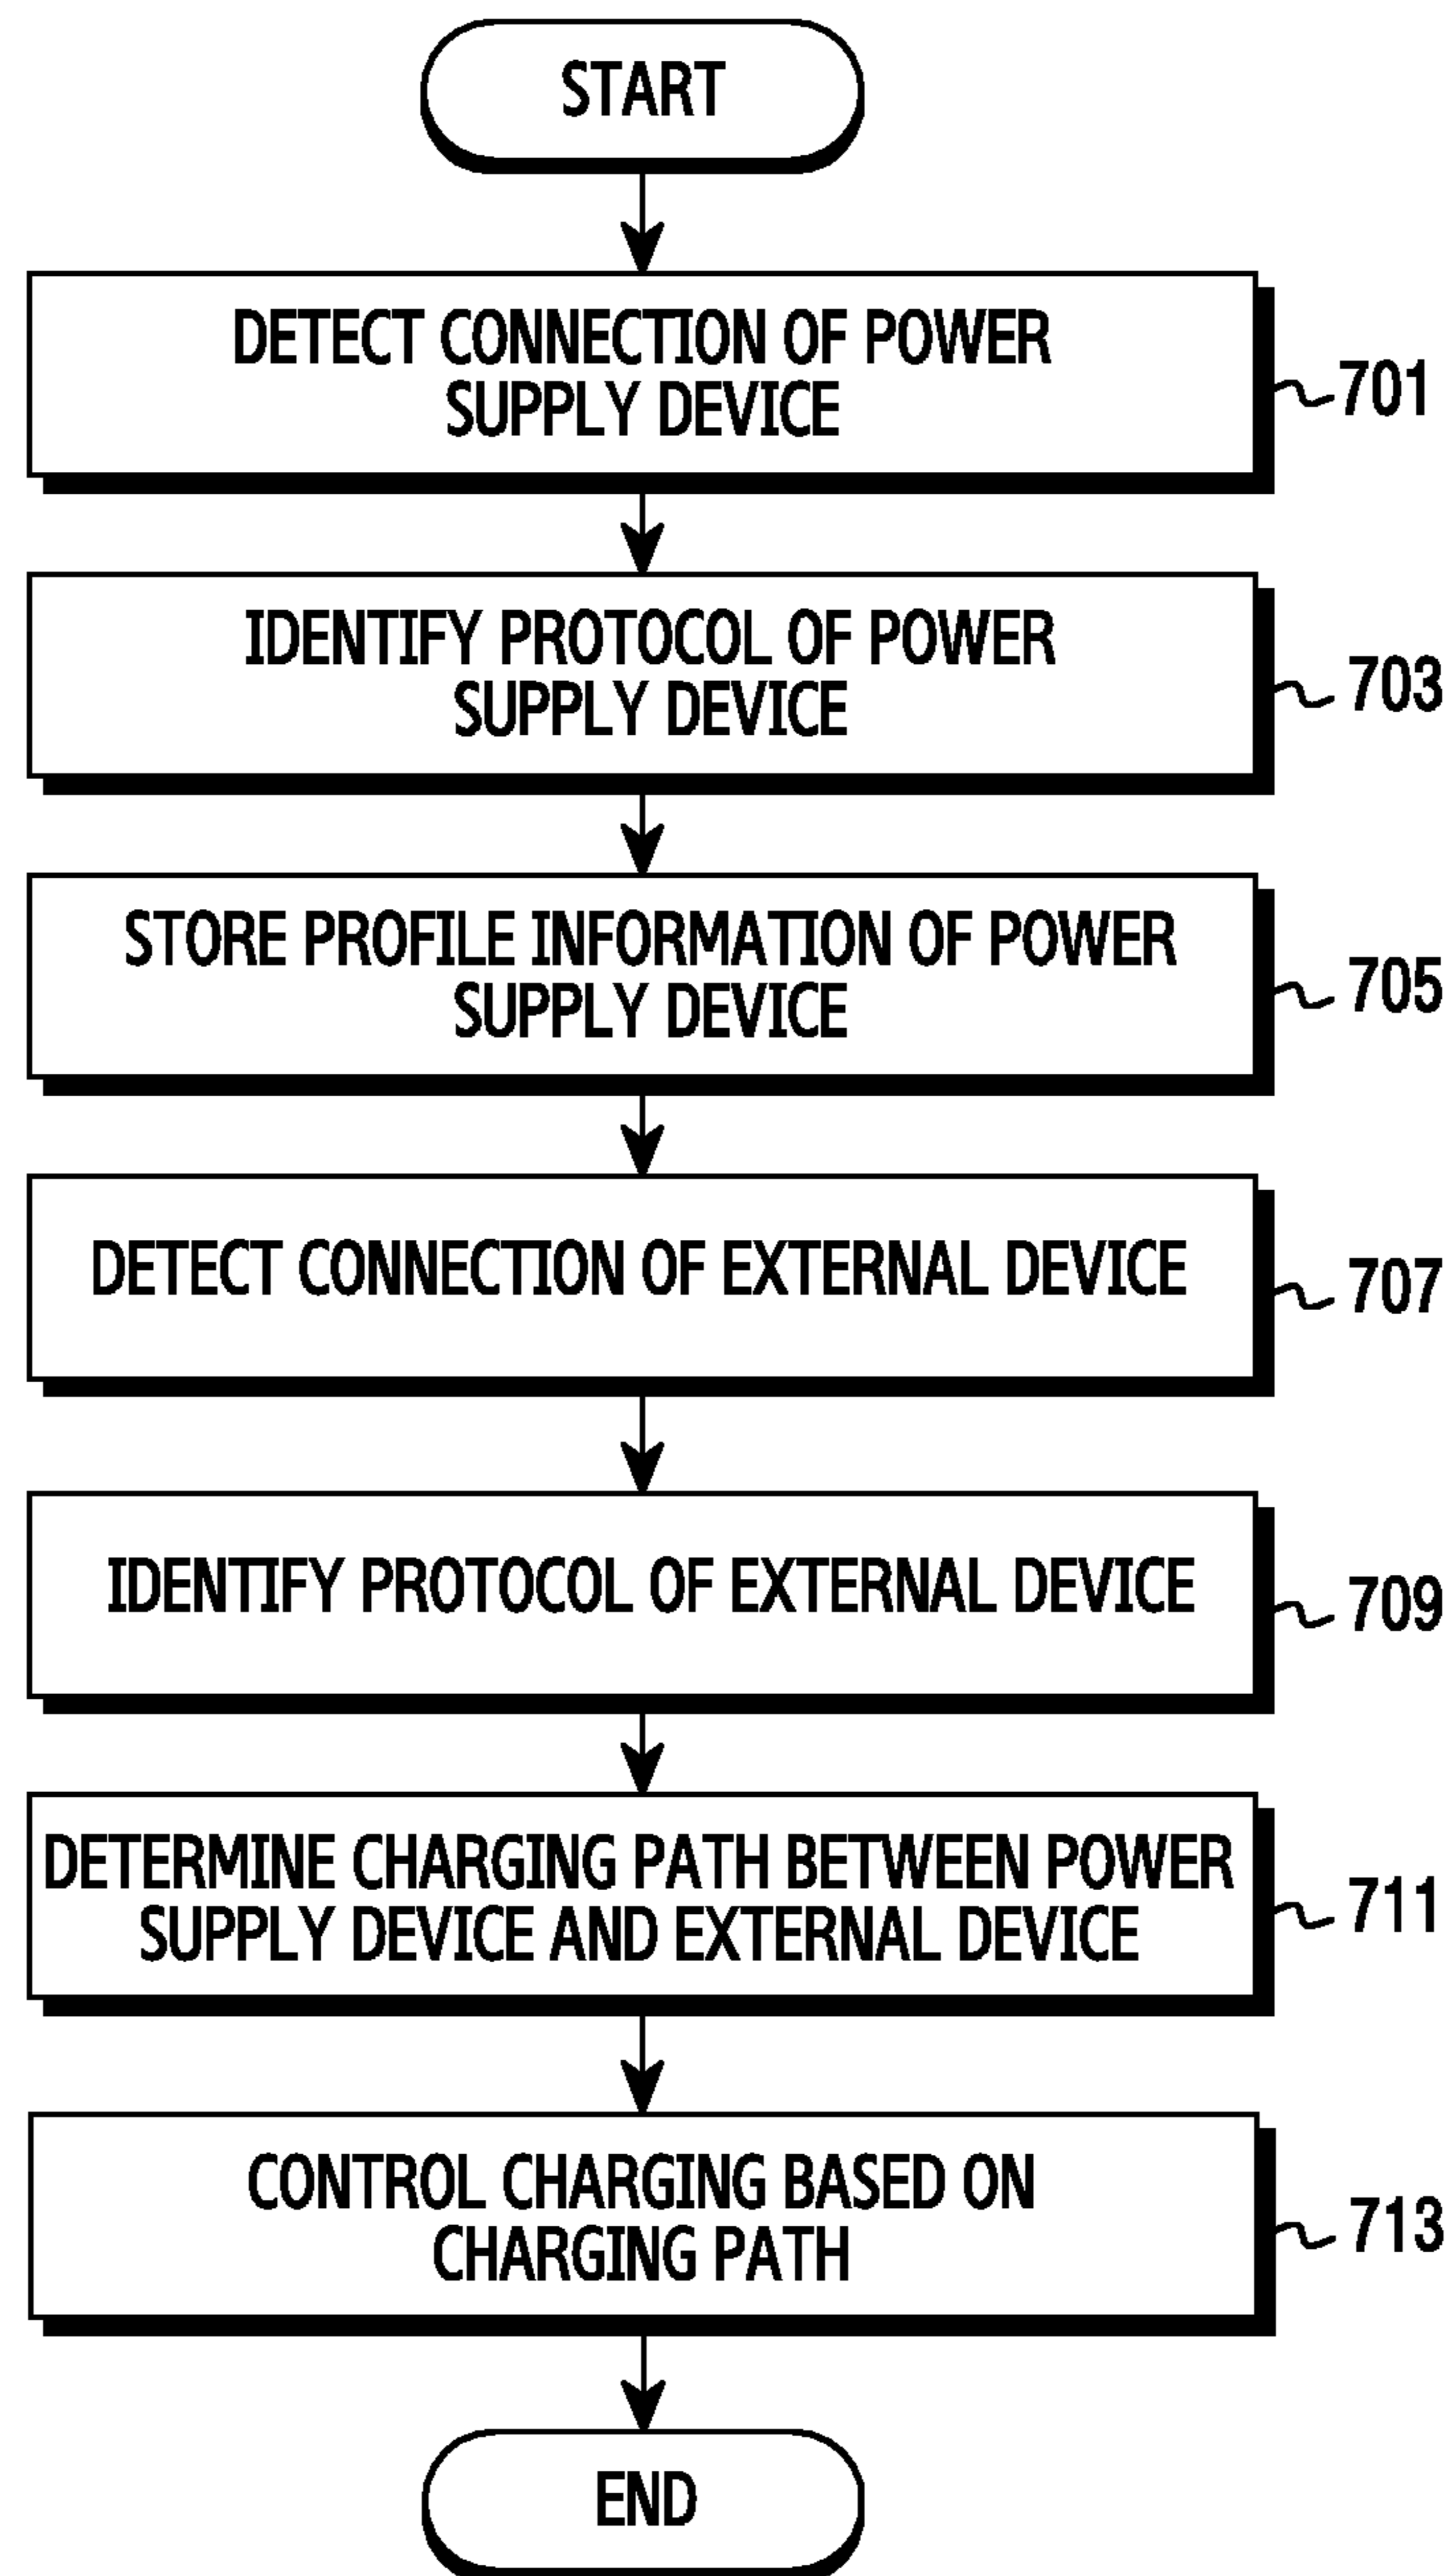 START
DETECT CONNECTION OF POWER
SUPPLY DEVICE
701
IDENTIFY PROTOCOL OF POWER
SUPPLY DEVICE
703
STORE PROFILE INFORMATION OF POWER
SUPPLY DEVICE
705
DETECT CONNECTION OF EXTERNAL DEVICE
707
IDENTIFY PROTOCOL OF EXTERNAL DEVICE
709
DETERMINE CHARGING PATH BETWEEN POWER
SUPPLY DEVICE AND EXTERNAL DEVICE
711
CONTROL CHARGING BASED ON
CHARGING PATH
713
END